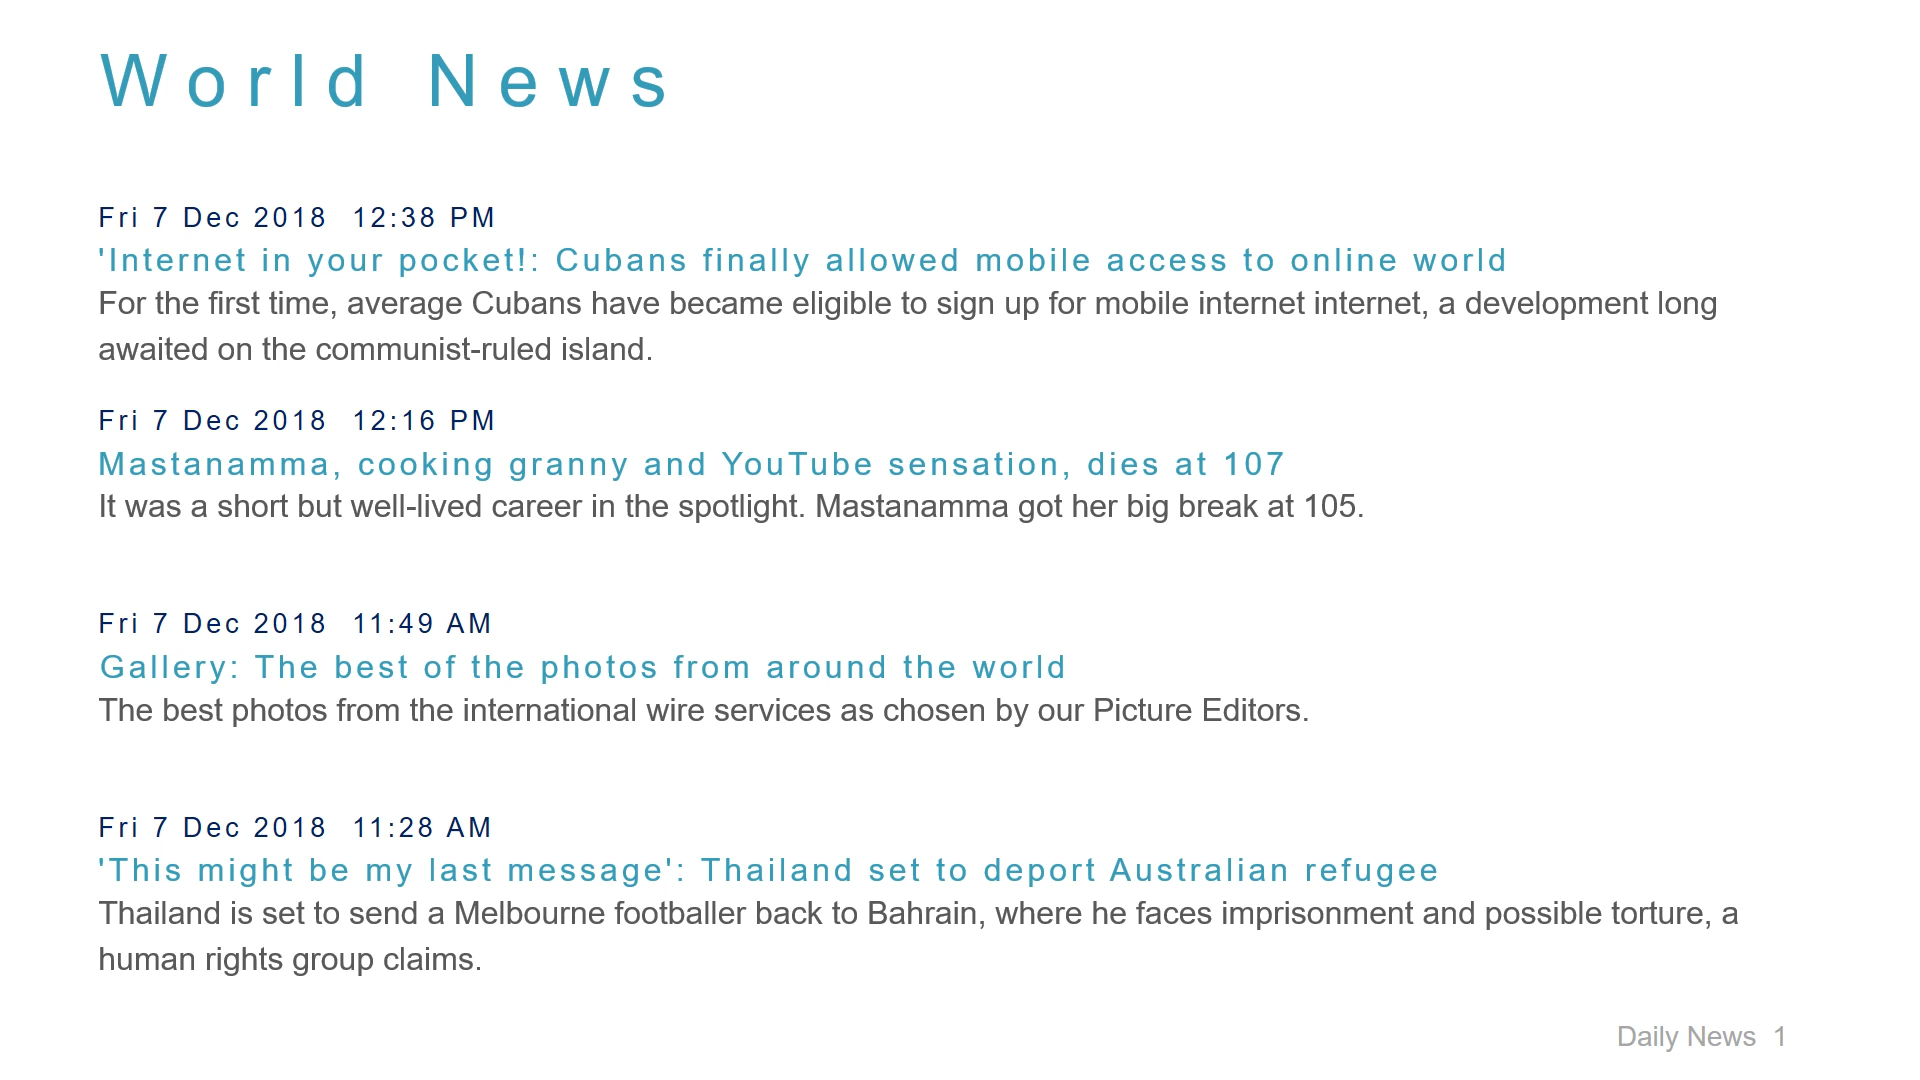 World News
Fri 7 Dec 2018 12:38 PM
'Internet in your pocket!: Cubans finally allowed mobile access to online world
For the first time, average Cubans have became eligible to sign up for mobile internet internet, a development long
awaited on the communist-ruled island.
Fri 7 Dec 2018 12:16 PM
Mastanamma, cooking granny and YouTube sensation, dies at 107
It was a short but well-lived career in the spotlight. Mastanamma got her big break at 105.
Fri 7 Dec 2018 11:49 AM
Gallery: The best of the photos from around the world
The best photos from the international wire services as chosen by our Picture Editors.
Fri 7 Dec 2018 11:28 AM
'This might be my last message': Thailand set to deport Australian refugee
Thailand is set to send a Melbourne footballer back to Bahrain, where he faces imprisonment and possible torture, a
human rights group claims.
Daily News 1